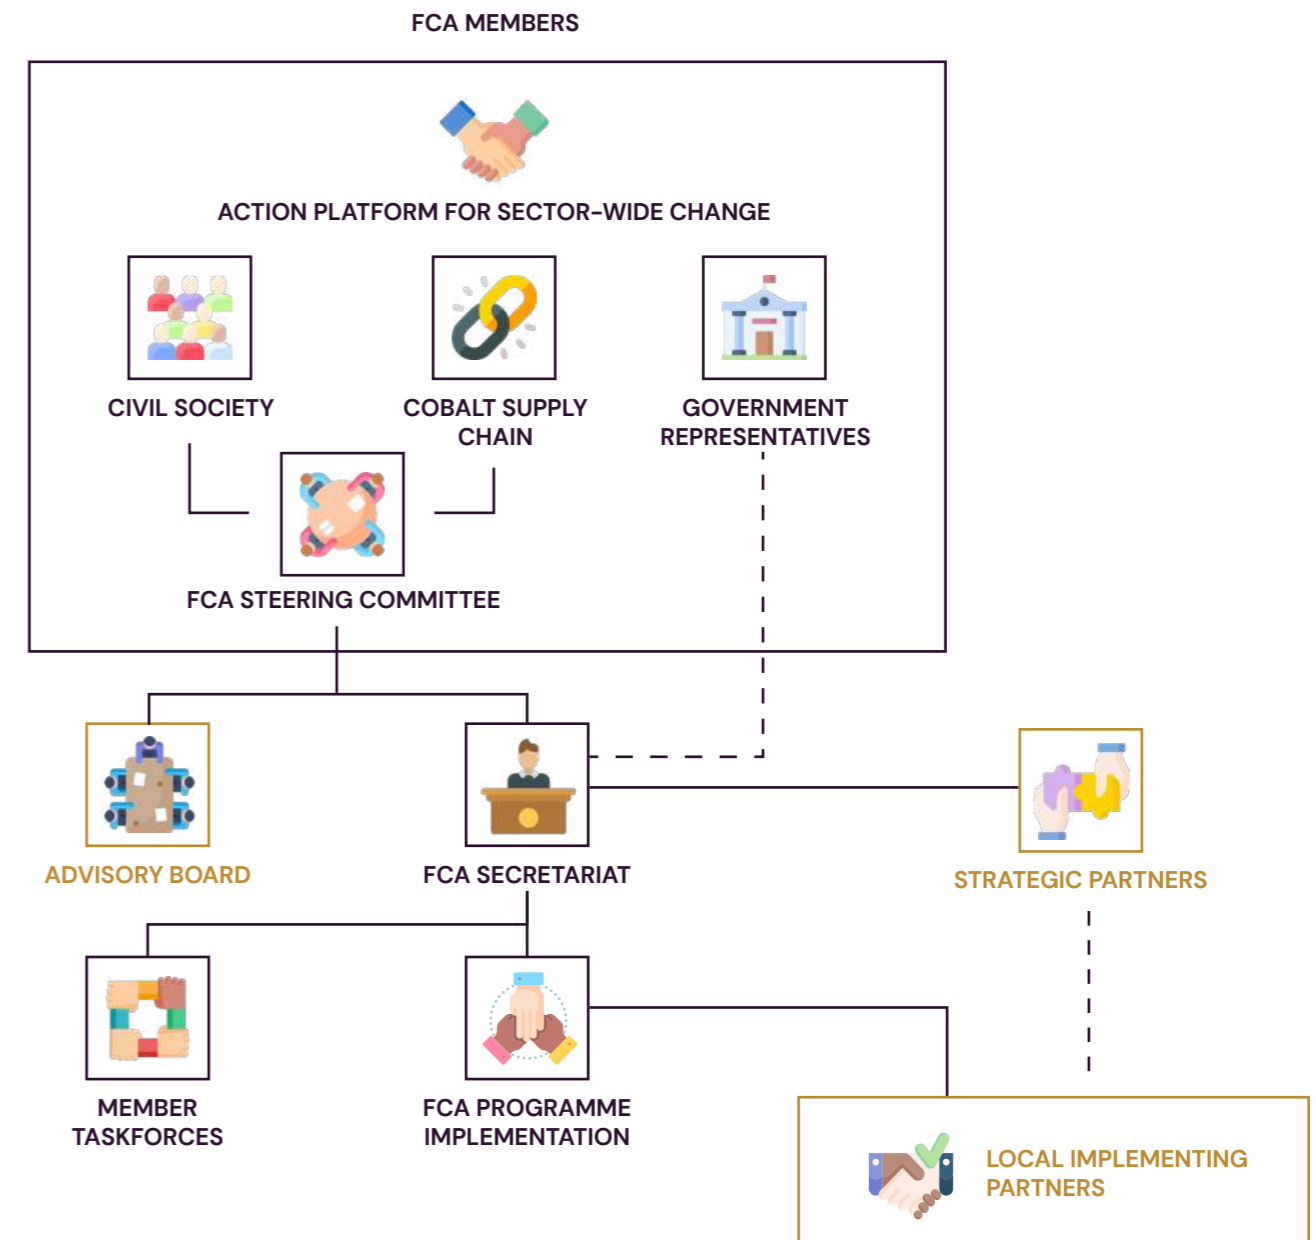 FCA MEMBERS
ACTION PLATFORM FOR SECTOR-WIDE CHANGE
CIVIL SOCIETY
COBALT SUPPLY
CHAIN
GOVERNMENT
REPRESENTATIVES
FCA STEERING COMMITTEE
ADVISORY BOARD
FCA SECRETARIAT
STRATEGIC PARTNERS
MEMBER
TASKFORCES
FCA PROGRAMME
IMPLEMENTATION
LOCAL IMPLEMENTING
PARTNERS